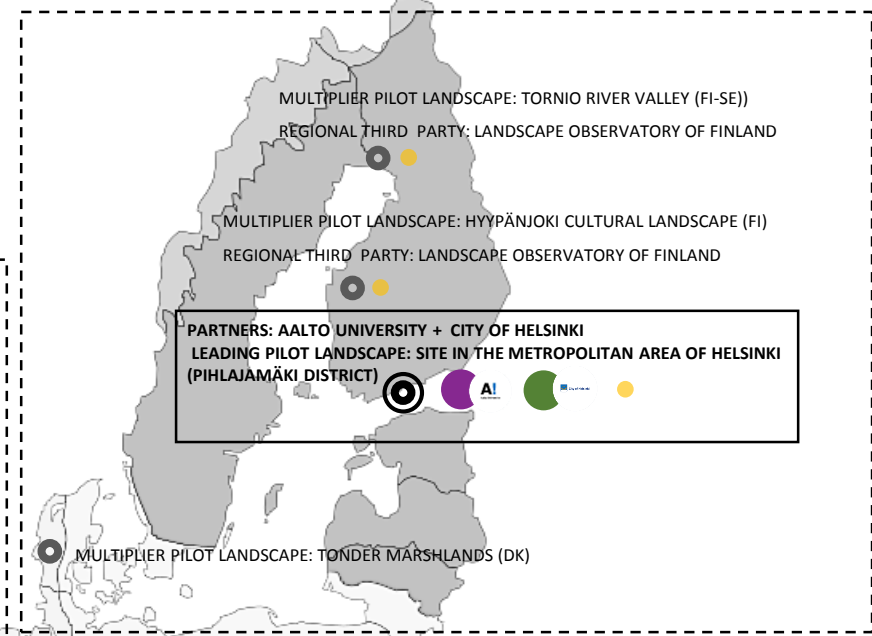 MULTIPLIER PILOT LANDSCAPE: TORNIO RIVER VALLEY (FI-SE))
REGIONAL THIRD PARTY: LANDSCAPE OBSERVATORY OF FINLAND
MULTIPLIER PILOT LANDSCAPE: HYYPÄNJOKI CULTURAL LANDSCAPE (FI)
REGIONAL THIRD PARTY: LANDSCAPE OBSERVATORY OF FINLAND
PARTNERS: AALTO UNIVERSITY + CITY OF HELSINKI
LEADING PILOT LANDSCAPE: SITE IN THE METROPOLITAN AREA OF HELSINKI
(PIHLAJAMÄKI DISTRICT)
A!
MULTIPLIER PILOT LANDSCAPE: TONDER MARSHLANDS (DK)